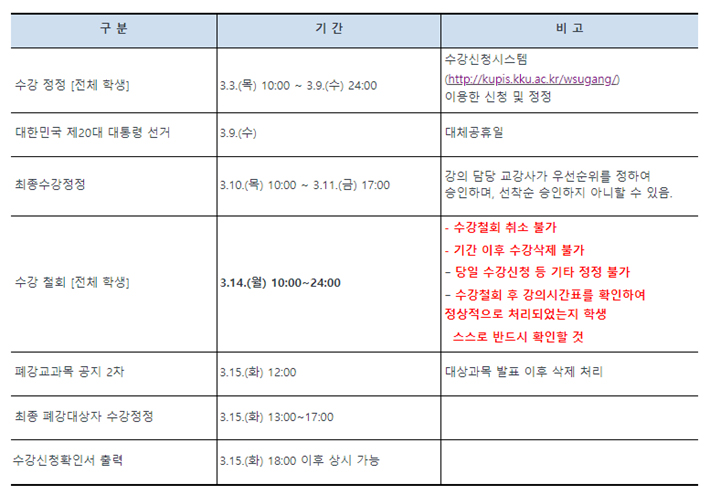 구 분
기 간
비 고
수강 정정 [전체 학생]
3.3.(목) 10:00 ~ 3.9.(수) 24:00
수강신청시스템
(http://kupis.kku.ac.kr/wsugang/)
이용한 신청 및 정정
대한민국 제20대 대통령 선거
3.9.(수)
대체공휴일
최종수강정정
3.10.(목) 10:00 ~ 3.11.(금) 17:00
강의 담당 교강사가 우선순위를 정하여
승인하며, 선착순 승인하지 아니할 수 있음.
수강 철회 [전체 학생]
3.14.(월) 10:00~24:00
- 수강철회 취소 불가
- 기간 이후 수강삭제 불가
– 당일 수강신청 등 기타 정정 불가
– 수강철회 후 강의시간표를 확인하여
정상적으로 처리되었는지 학생
스스로 반드시 확인할 것
폐강교과목 공지 2차
3.15.(화) 12:00
대상과목 발표 이후 삭제 처리
최종 폐강대상자 수강정정
3.15.(화) 13:00~17:00
수강신청확인서 출력
3.15.(화) 18:00 이후 상시 가능